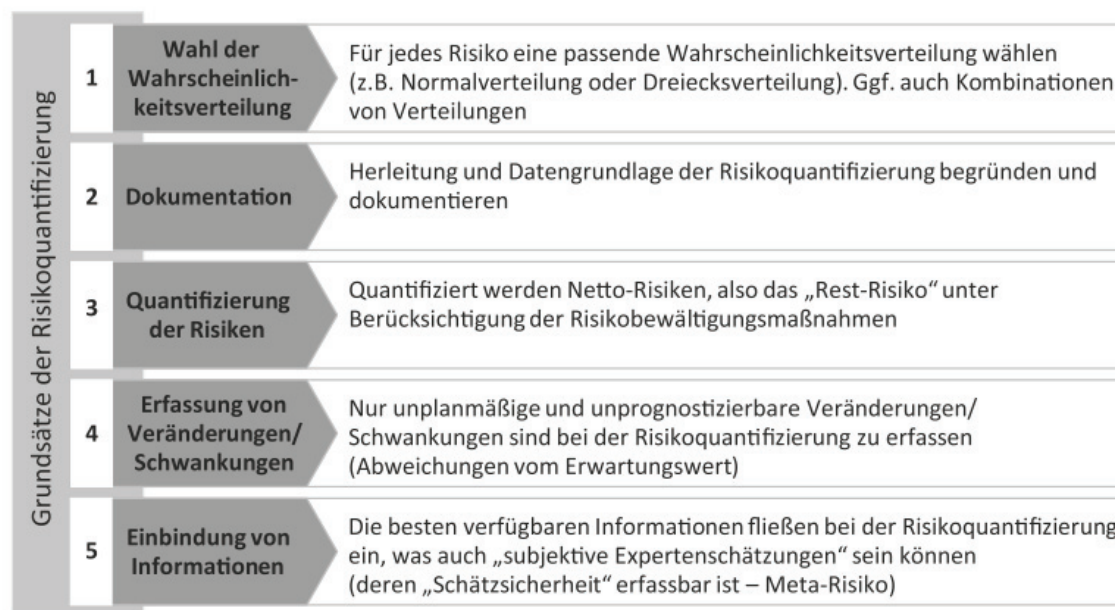 Grundsätze der Risikoquantifizierung
1
Wahl der
Wahrscheinlich-
keitsverteilung
Für jedes Risiko eine passende Wahrscheinlichkeitsverteilung wählen
(z.B. Normalverteilung oder Dreiecksverteilung). Ggf. auch Kombinationen
von Verteilungen
2
Dokumentation
Herleitung und Datengrundlage der Risikoquantifizierung begründen und
dokumentieren
3
Quantifizierung
der Risiken
Quantifiziert werden Netto-Risiken, also das „Rest-Risiko“ unter
Berücksichtigung der Risikobewältigungsmaßnahmen
4
Erfassung von
Veränderungen/
Schwankungen
Nur unplanmäßige und unprognostizierbare Veränderungen/
Schwankungen sind bei der Risikoquantifizierung zu erfassen
(Abweichungen vom Erwartungswert)
5
Einbindung von
Informationen
Die besten verfügbaren Informationen fließen bei der Risikoquantifizierung
ein, was auch „subjektive Expertenschätzungen“ sein können
(deren „Schätzsicherheit“ erfassbar ist – Meta-Risiko)